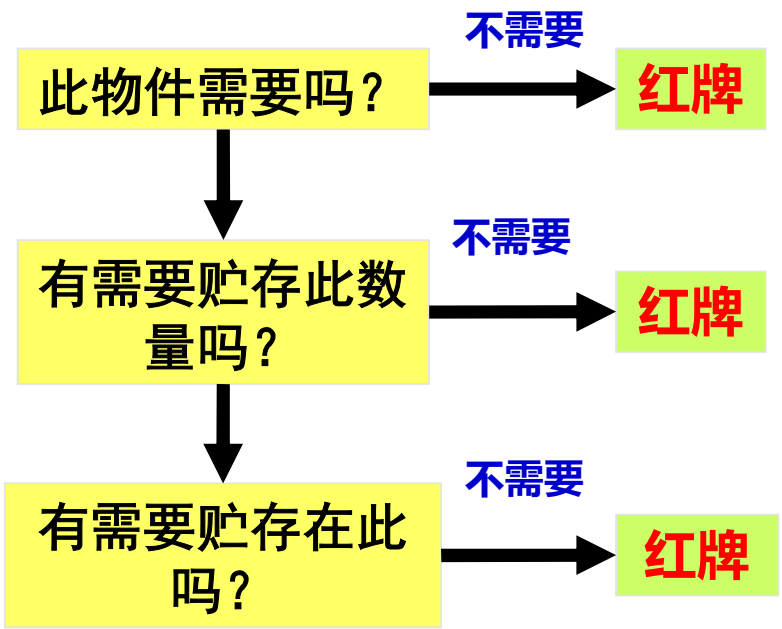 不需要
此物件需要吗？
红牌
不需要
有需要贮存此数
量吗？
红牌
不需要
有需要贮存在此
吗？
红牌